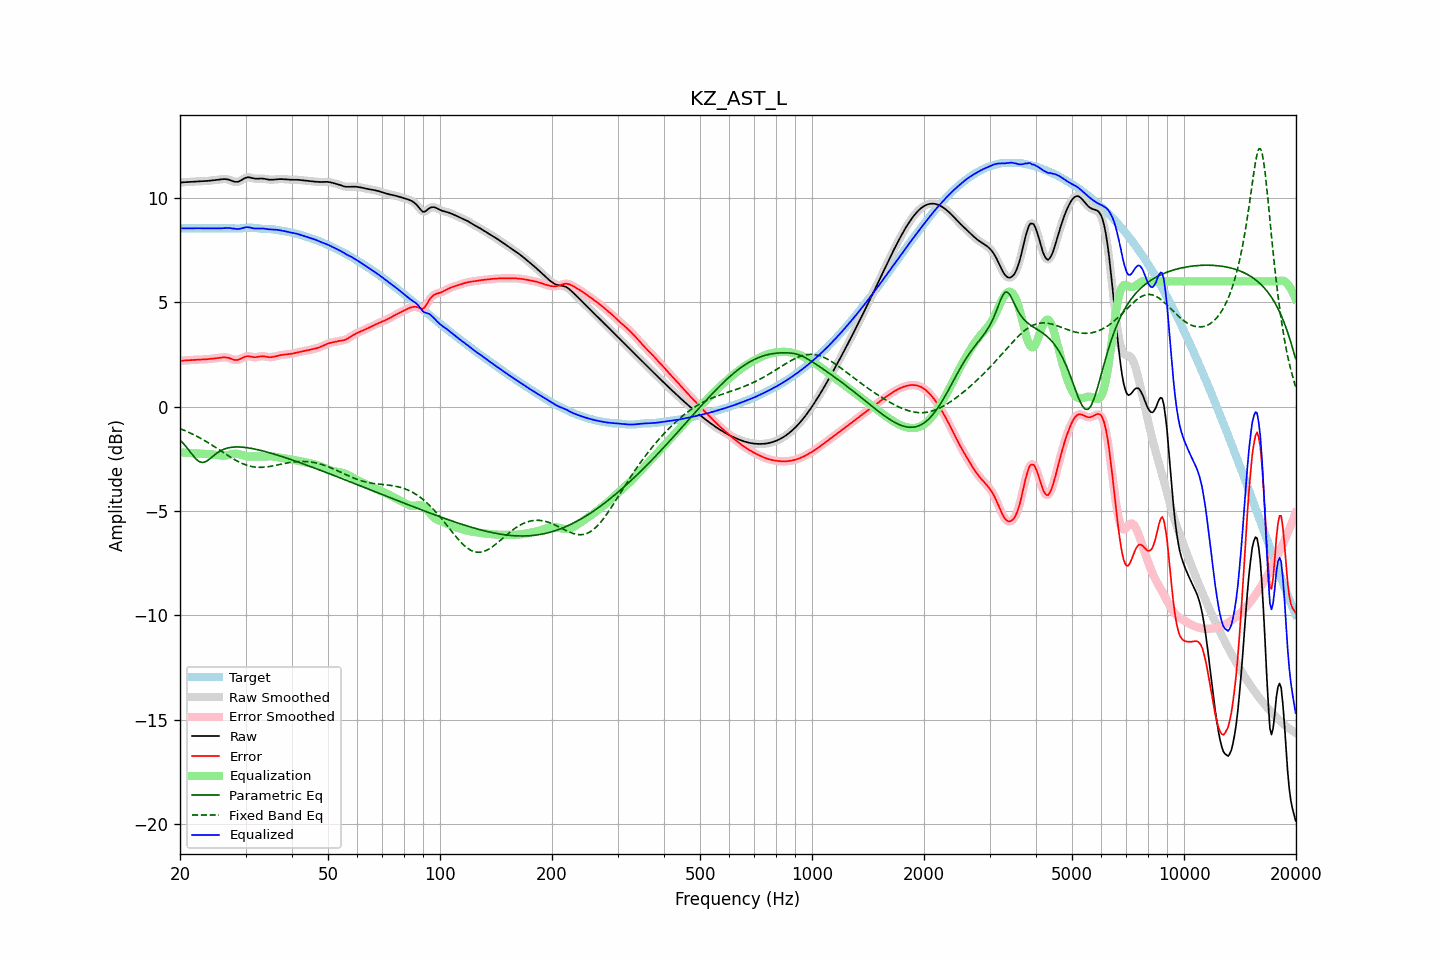 KZ_AST_L
Amplitude (dBr)
10
5
0
−5
−10
−15
−20
Target
Raw Smoothed
Error Smoothed
Raw
Error
Equalization
Parametric Eq
Fixed Band Eq
Equalized
20 50 100 200 500 1000 2000 5000 10000 20000
Frequency (Hz)